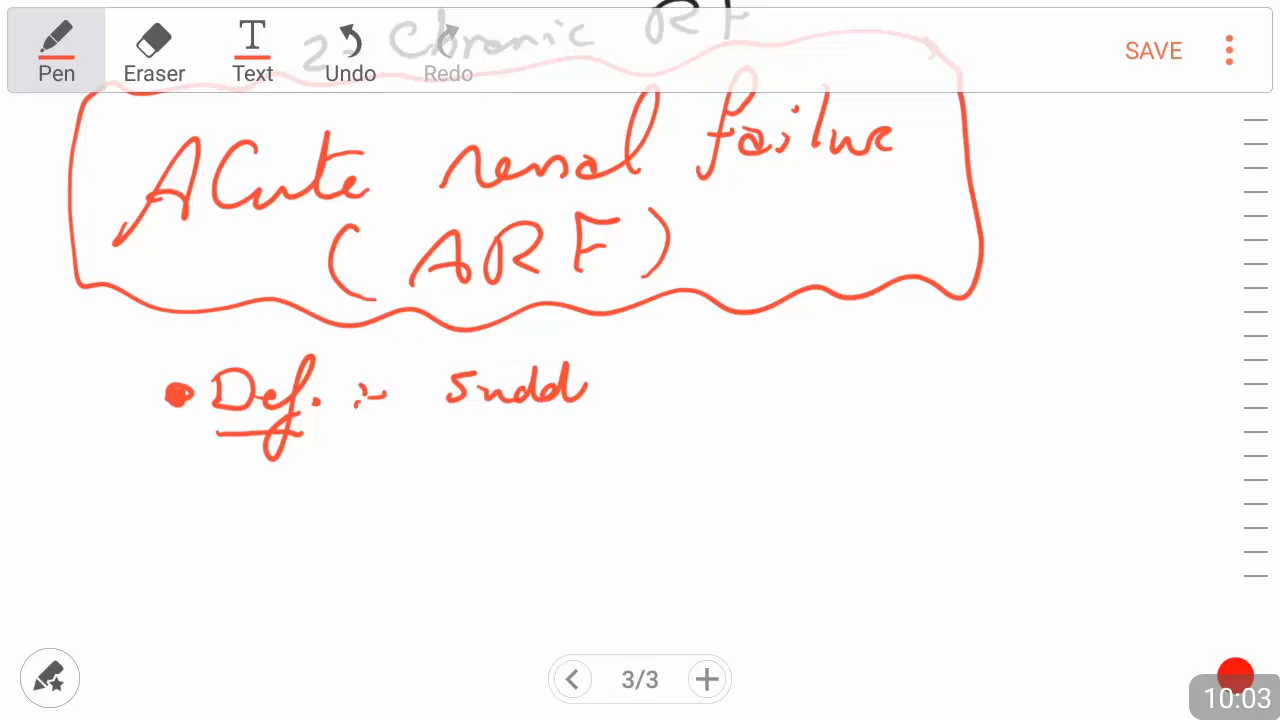 2- Chronic RF
Pen Eraser Text Undo Redo SAVE
Acute renal failure
(ARF)
• Def. :- sudd
3/3
10:03